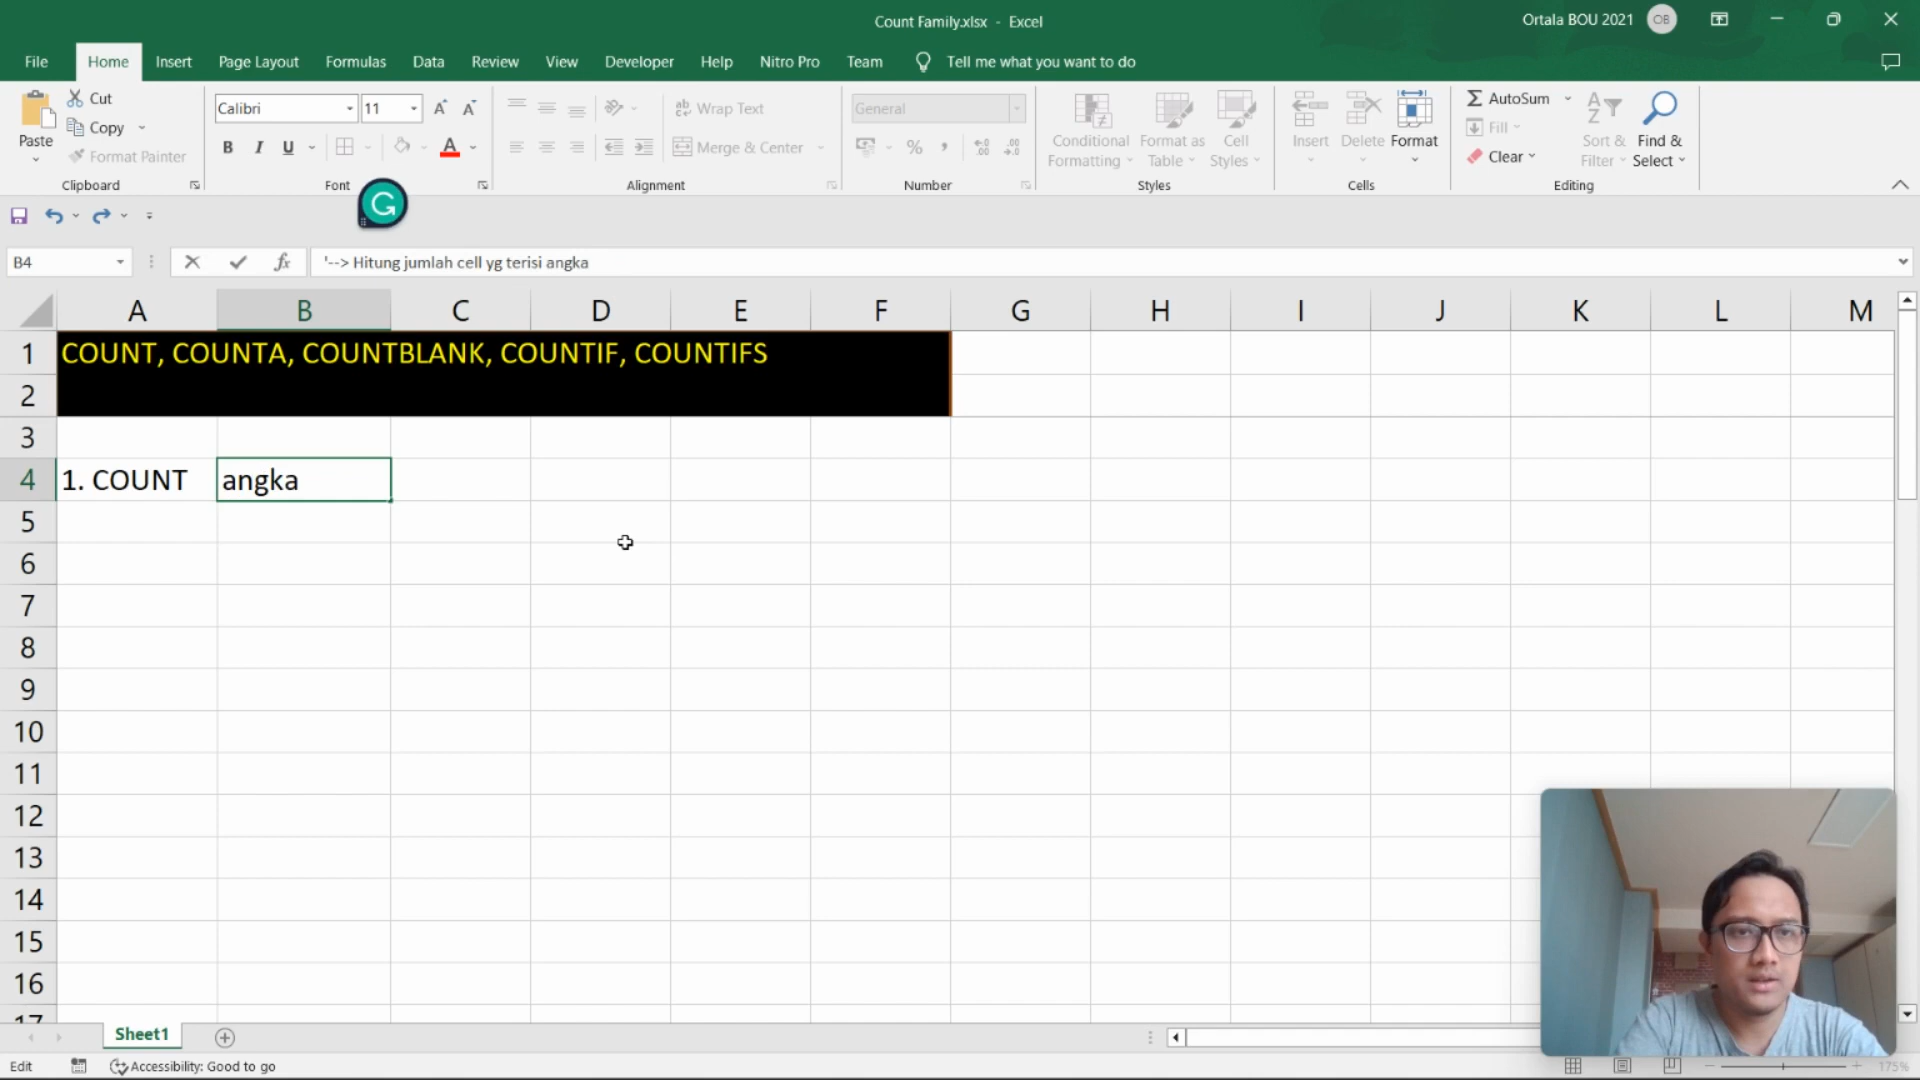 Count Family.xlsx - Excel
Ortala BOU 2021
OB
File
Home
Insert
Page Layout
Formulas
Data
Review
View
Developer
Help
Nitro Pro
Team
Tell me what you want to do
Paste
Cut
Copy
Format Painter
Clipboard
Calibri
11
B I U
A
Font
Wrap Text
Merge & Center
Alignment
General
%
Number
Conditional
Formatting
Format as
Table
Cell
Styles
Styles
Insert
Delete
Format
Cells
AutoSum
Fill
Clear
Sort &
Filter
Find &
Select
Editing
B4
fx
'--> Hitung jumlah cell yg terisi angka
A B C D E F G H I J K L M
1 COUNT, COUNTA, COUNTBLANK, COUNTIF, COUNTIFS
2
3
4 1. COUNT angka
5
6
7
8
9
10
11
12
13
14
15
16
17
Sheet1
Edit
Accessibility: Good to go
175%